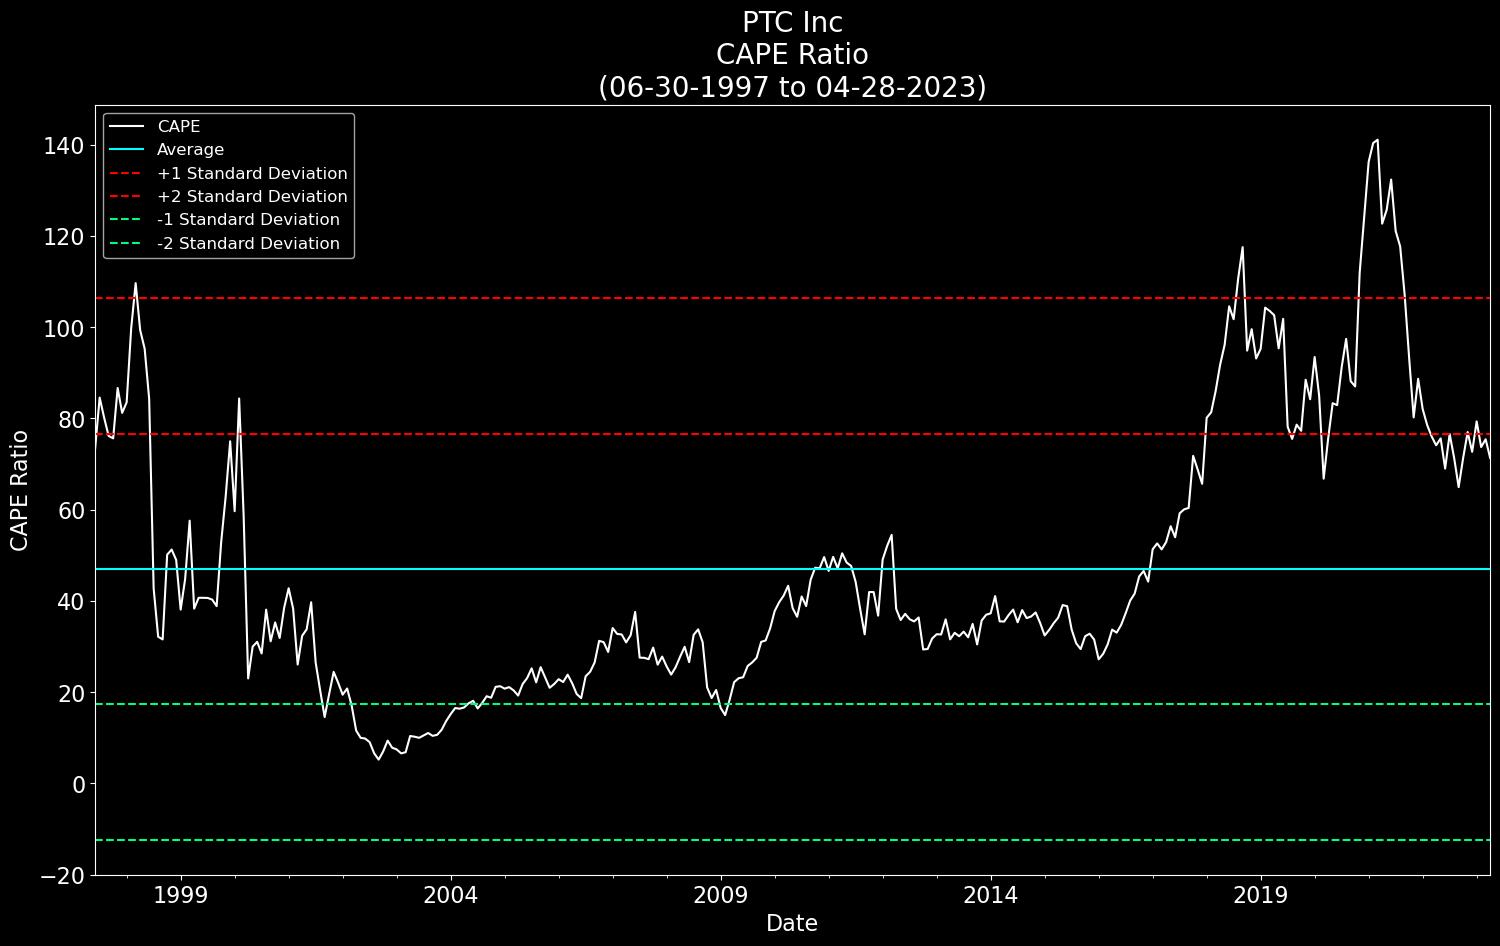 PTC Inc
CAPE Ratio
(06-30-1997 to 04-28-2023)
CAPE
Average
+1 Standard Deviation
+2 Standard Deviation
-1 Standard Deviation
-2 Standard Deviation
140
120
100
80
60
40
20
0
−20
CAPE Ratio
1999
2004
2009
2014
2019
Date